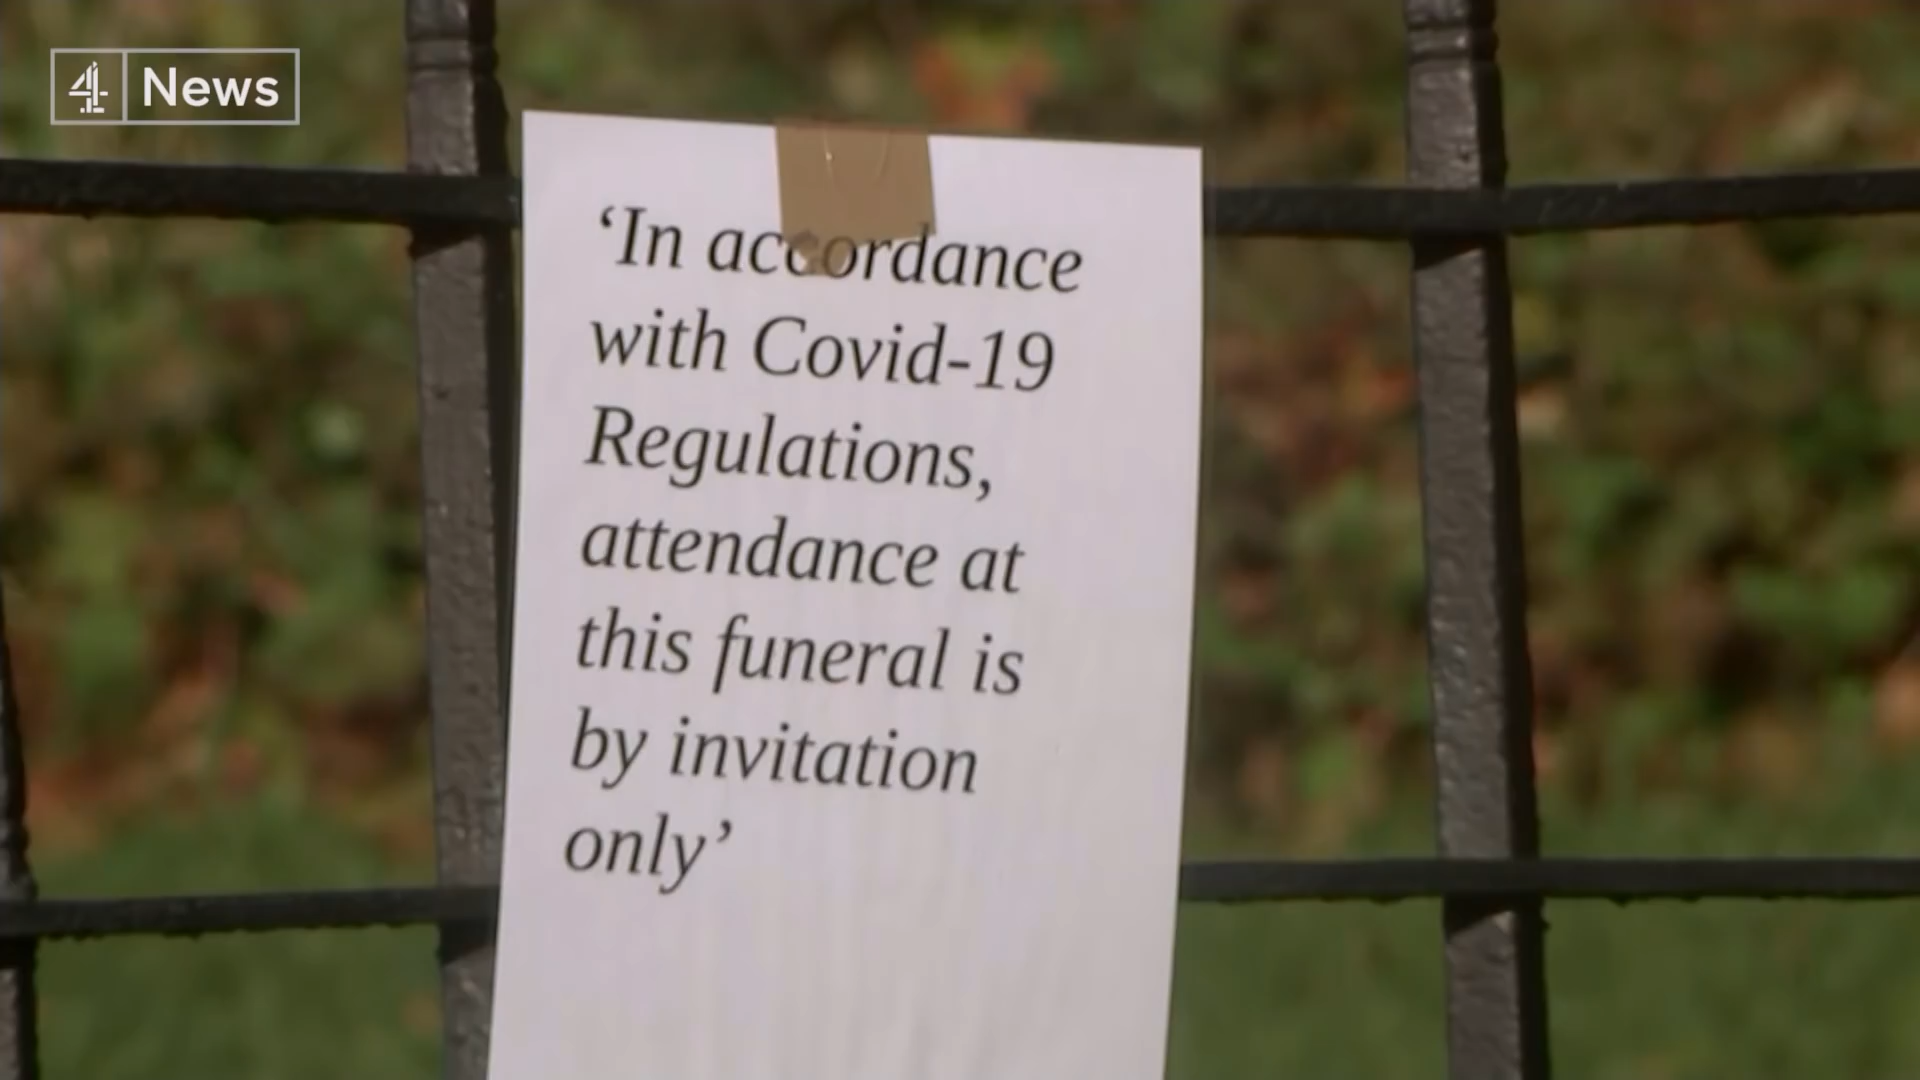 4 News
‘In accordance
with Covid-19
Regulations,
attendance at
this funeral is
by invitation
only’